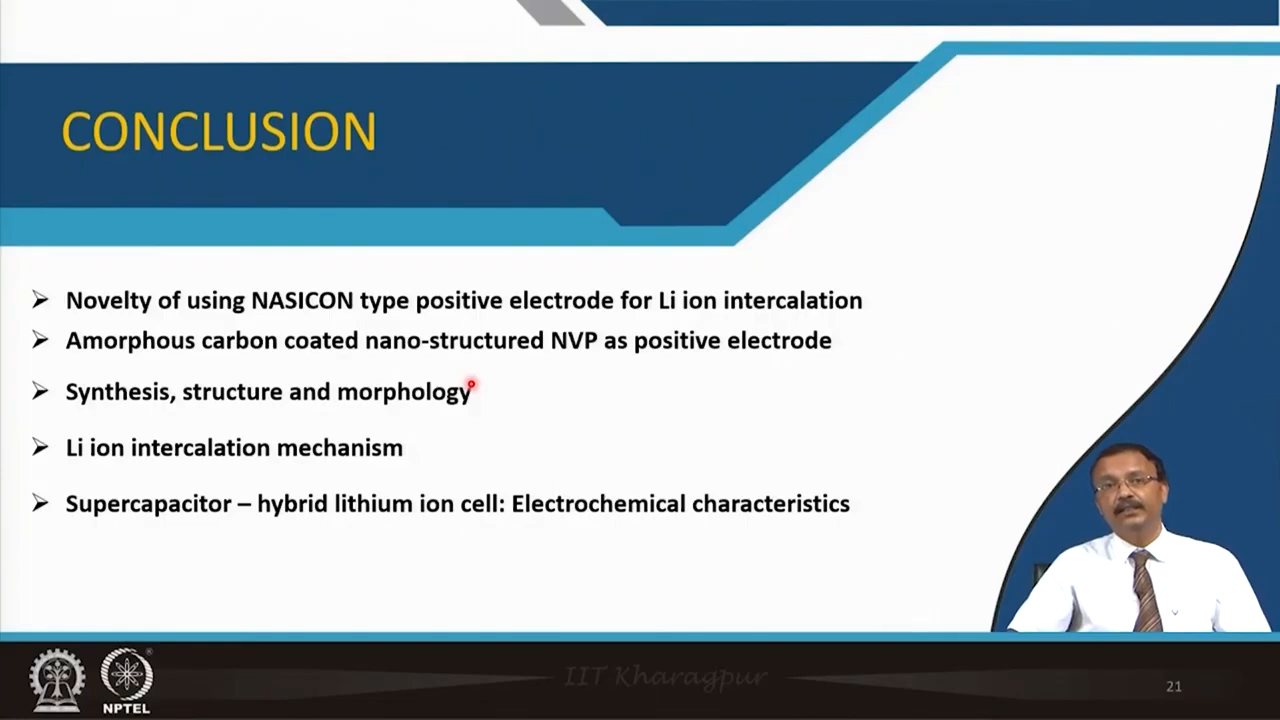 CONCLUSION
Novelty of using NASICON type positive electrode for Li ion intercalation
Amorphous carbon coated nano-structured NVP as positive electrode
Synthesis, structure and morphology
Li ion intercalation mechanism
Supercapacitor – hybrid lithium ion cell: Electrochemical characteristics
IIT Kharagpur
NPTEL
21